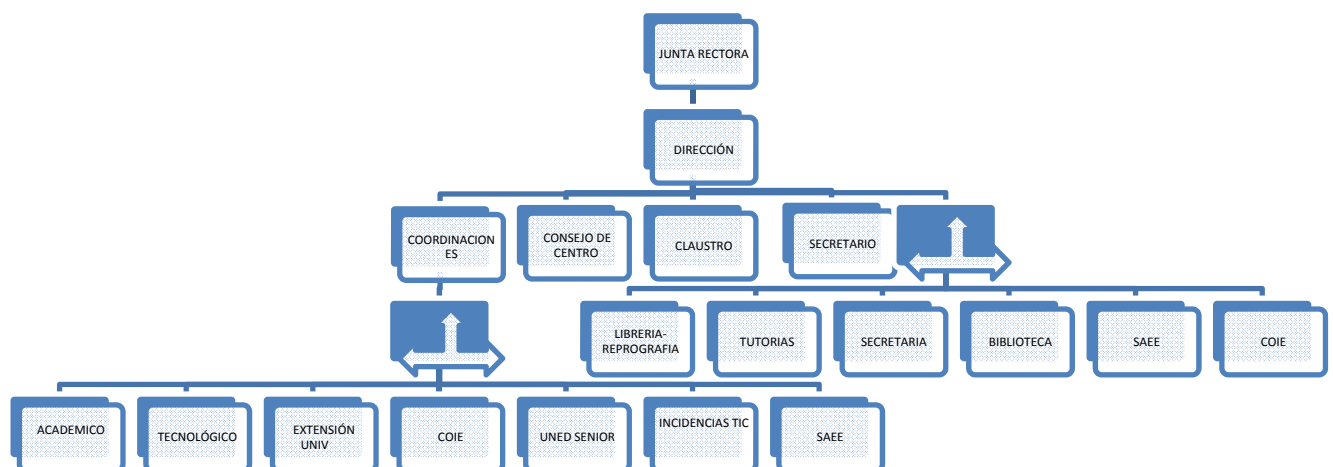 JUNTA RECTORA
DIRECCIÓN
COORDINACION
ES
CONSEJO DE
CENTRO
CLAUSTRO
SECRETARIO
LIBRERIA-
REPROGRAFIA
TUTORIAS
SECRETARIA
BIBLIOTECA
SAEE
COIE
ACADEMICO
TECNOLÓGICO
EXTENSIÓN
UNIV
COIE
UNED SENIOR
INCIDENCIAS TIC
SAEE